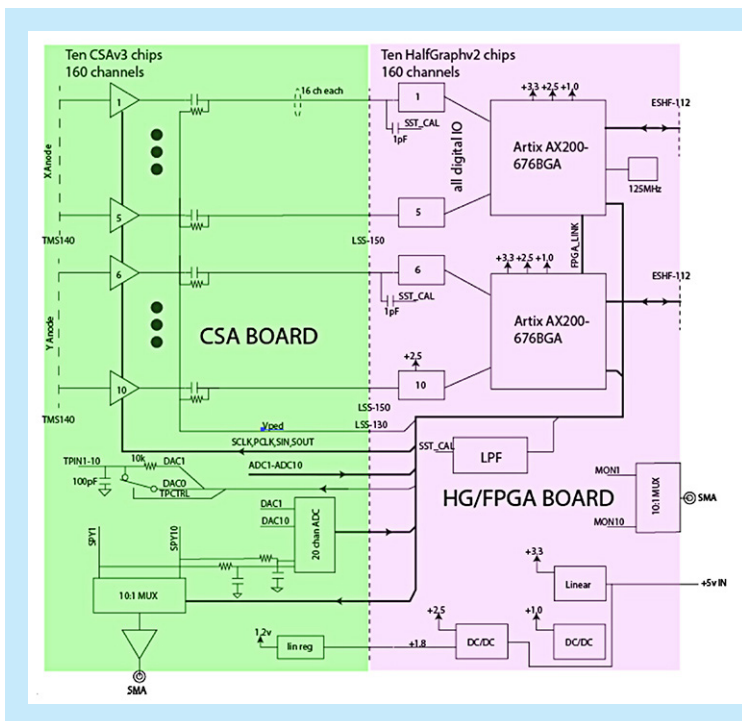 Ten CSAv3 chips
160 channels
Ten HalfGraphv2 chips
160 channels
1
16 ch each
1
+3.3 +2.5 +1.0
ESHF-112
SST_CAL
1pF
all digital IO
Artix AX200-
676BGA
125MHz
X Anode
5
5
TMS140
LSS-150
FPGA_LINK
6
6
+3.3 +2.5 +1.0
ESHF-112
SST_CAL
1pF
Artix AX200-
676BGA
Y Anode
CSA BOARD
+2.5
10
10
TMS140
LSS-150
Vped
LSS-130
SCLK,PCLK,SIN,SOUT
SST_CAL
LPF
TPIN1-10
10k
DAC1
ADC1-ADC10
100pF
DAC0
TPCTRL
HG/FPGA BOARD
MON1
10:1 MUX
SMA
MON10
DAC1
DAC10
20 chan ADC
SPY1
SPY10
10:1 MUX
+3.3
Linear
+5v IN
1.2v
lin reg
+1.8
+2.5
DC/DC
+1.0
DC/DC
SMA